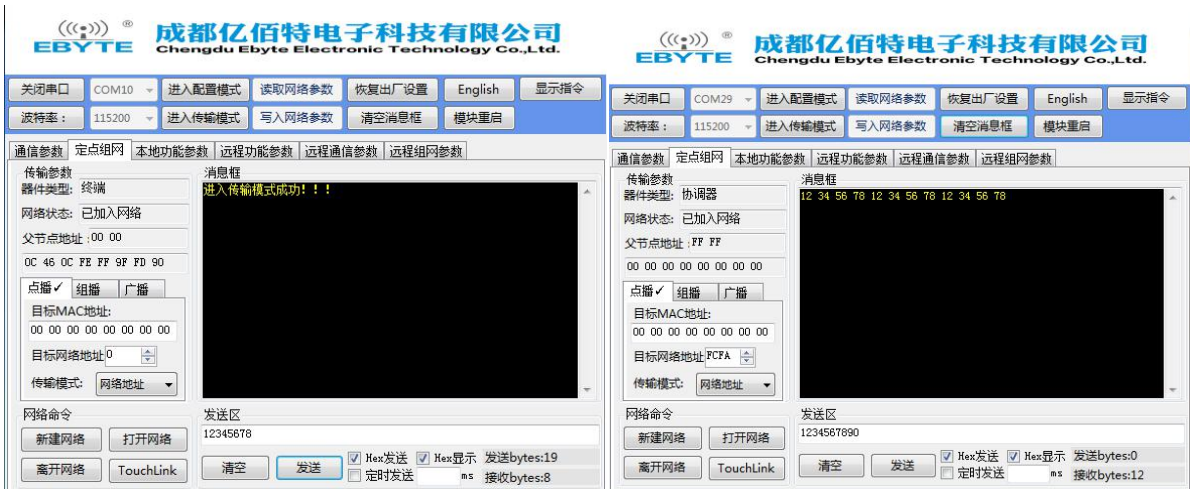 EBYTE ®
成都亿佰特电子科技有限公司
Chengdu Ebyte Electronic Technology Co.,Ltd.
关闭串口 COM10 进入配置模式 读取网络参数 恢复出厂设置 English 显示指令
波特率： 115200 进入传输模式 写入网络参数 清空消息框 模块重启
通信参数 定点组网 本地功能参数 远程功能参数 远程通信参数 远程组网参数
传输参数 消息框
器件类型: 终端 进入传输模式成功！！！
网络状态: 已加入网络
父节点地址:00 00
0C 46 0C FE FF 9F FD 90
点播✓ 组播 广播
目标MAC地址:
00 00 00 00 00 00 00 00
目标网络地址 0
传输模式: 网络地址
网络命令 发送区
12345678
新建网络 打开网络
离开网络 TouchLink
清空 发送 Hex发送 Hex显示 发送bytes:19
定时发送 ms 接收bytes:8
EBYTE ®
成都亿佰特电子科技有限公司
Chengdu Ebyte Electronic Technology Co.,Ltd.
关闭串口 COM29 进入配置模式 读取网络参数 恢复出厂设置 English 显示指令
波特率： 115200 进入传输模式 写入网络参数 清空消息框 模块重启
通信参数 定点组网 本地功能参数 远程功能参数 远程通信参数 远程组网参数
传输参数 消息框
器件类型: 协调器 12 34 56 78 12 34 56 78 12 34 56 78
网络状态: 已加入网络
父节点地址:FF FF
00 00 00 00 00 00 00 00
点播✓ 组播 广播
目标MAC地址:
00 00 00 00 00 00 00 00
目标网络地址 FCFA
传输模式: 网络地址
网络命令 发送区
1234567890
新建网络 打开网络
离开网络 TouchLink
清空 发送 Hex发送 Hex显示 发送bytes:0
定时发送 ms 接收bytes:12